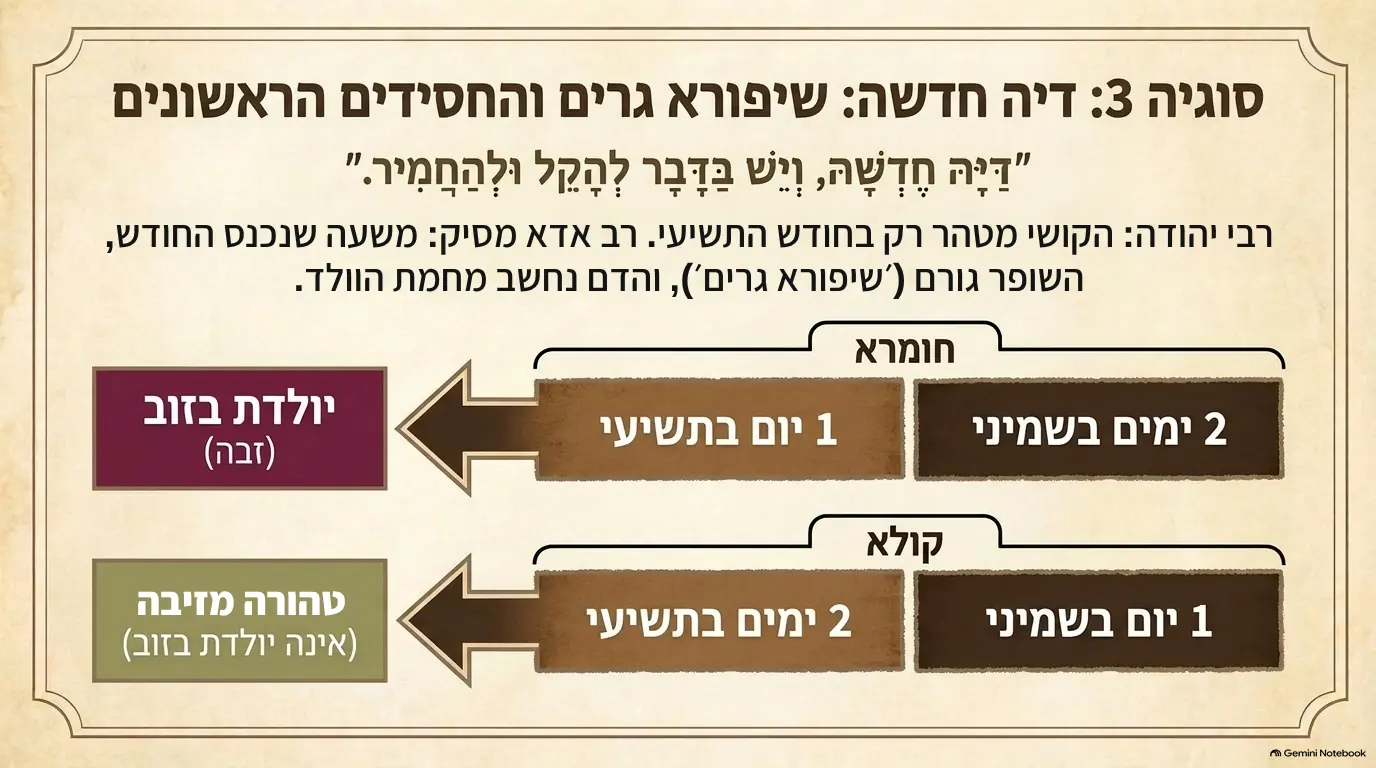 סוגיה 3: דיה חדשה: שיפורא גרים והחסידים הראשונים
"דַּיָּהּ חֶדְשָׁהּ, וְיֵשׁ בַּדָּבָר לְהָקֵל וּלְהַחֲמִיר."
רבי יהודה: הקושי מטהר רק בחודש התשיעי. רב אדא מסיק: משעה שנכנס החודש,
השופר גורם ('שיפורא גרים'), והדם נחשב מחמת הוולד.
חומרא
2 ימים בשמיני
1 יום בתשיעי
יולדת בזוב
(זבה)
קולא
1 יום בשמיני
2 ימים בתשיעי
טהורה מזיבה
(אינה יולדת בזוב)
Gemini Notebook